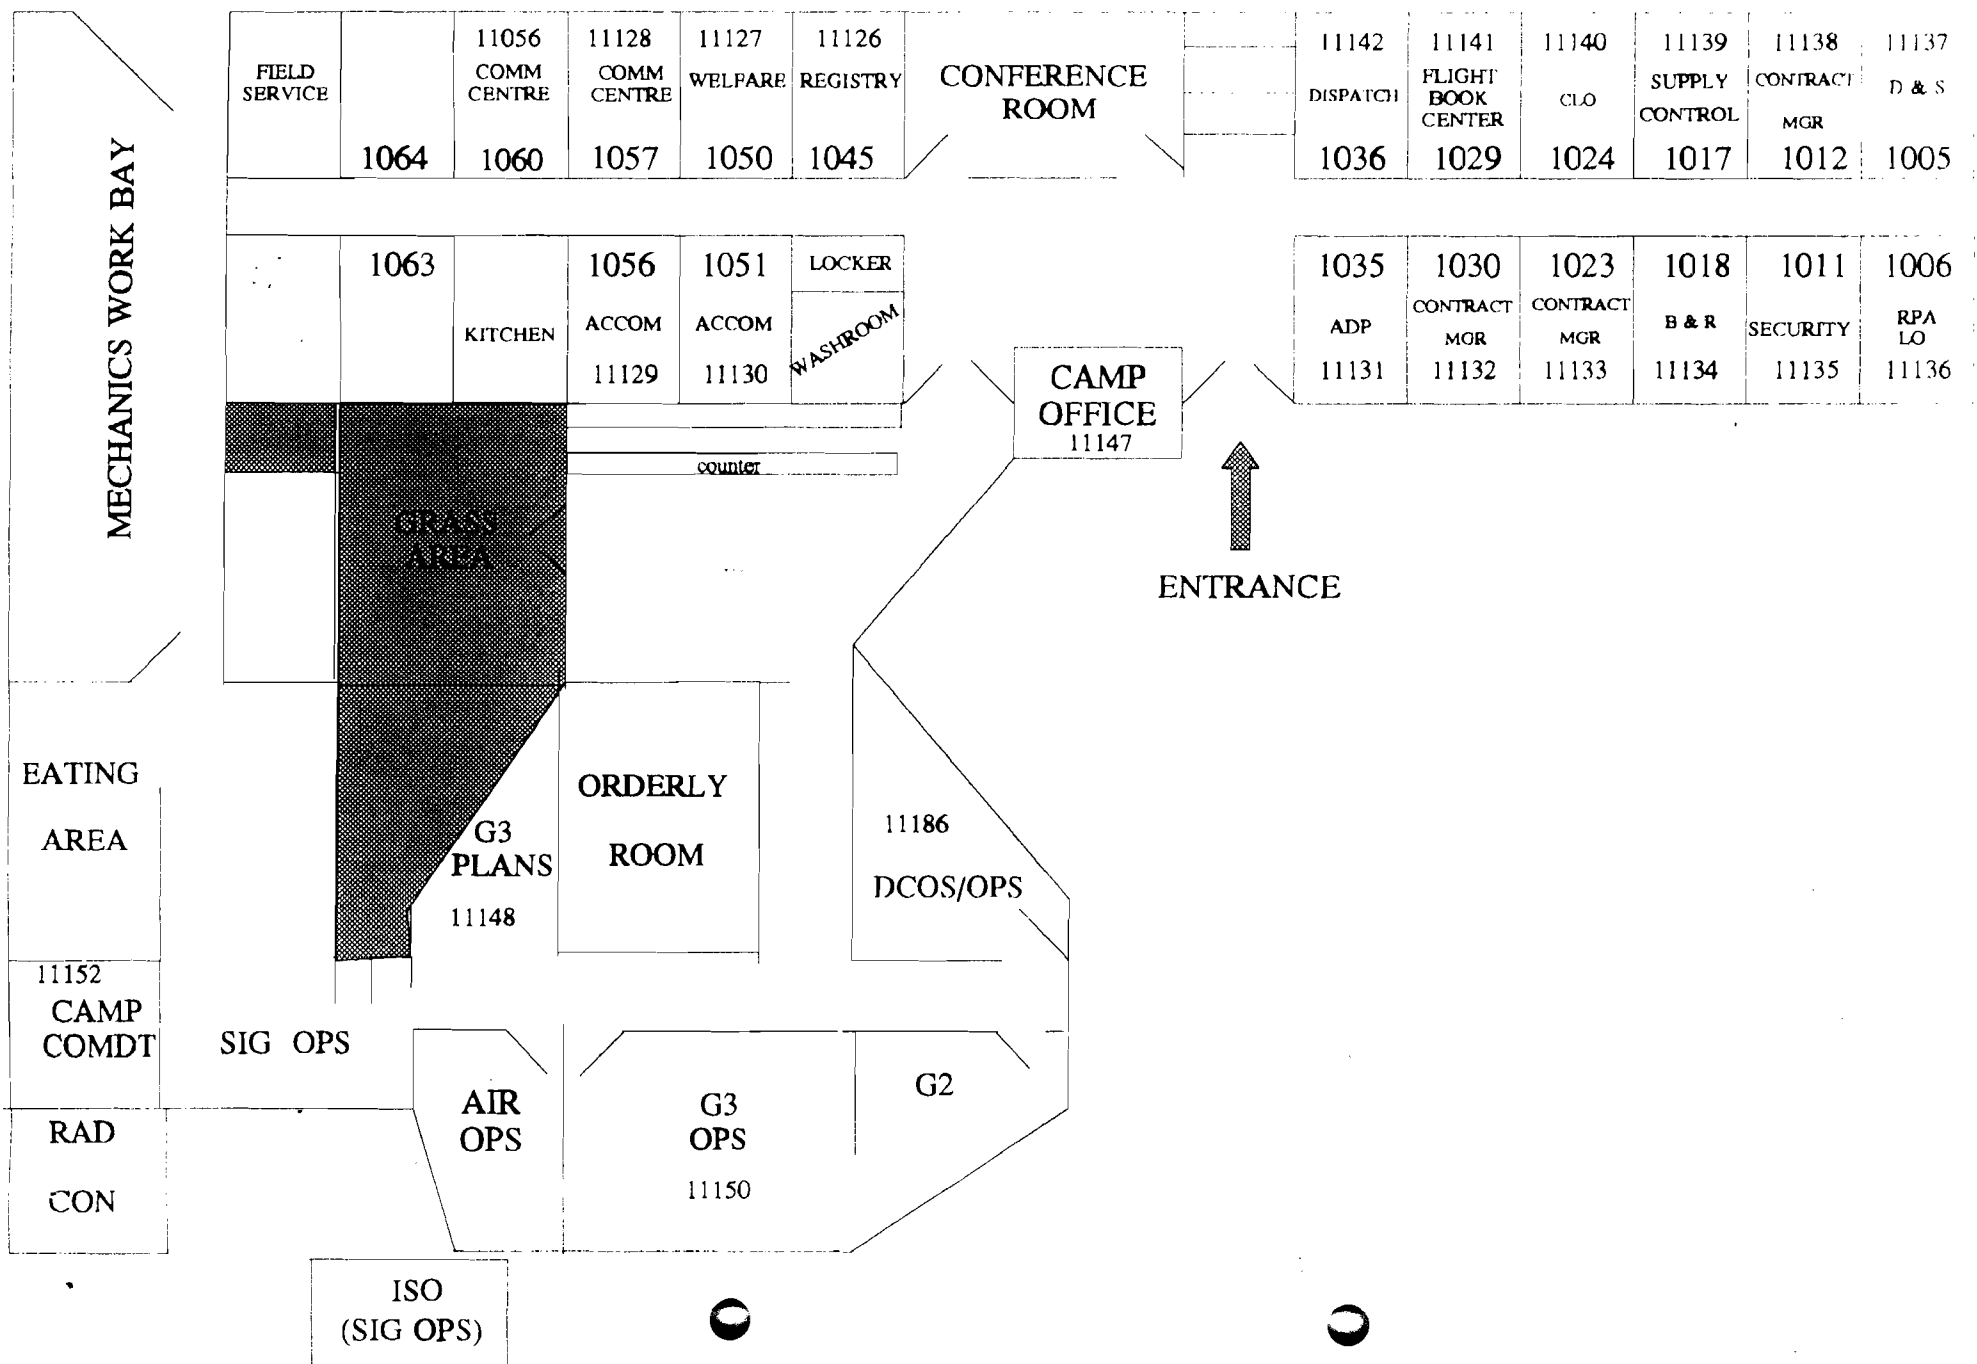 FIELD
SERVICE
1064
11056
COMM
CENTRE
1060
11128
COMM
CENTRE
1057
11127
WELFARE
1050
11126
REGISTRY
1045
CONFERENCE
ROOM
11142
DISPATCH
1036
11141
FLIGHT
BOOK
CENTER
1029
11140
CLO
1024
11139
SUPPLY
CONTROL
1017
11138
CONTRACT
MGR
1012
11137
D & S
1005
MECHANICS WORK BAY
1063
KITCHEN
1056
ACCOM
11129
1051
ACCOM
11130
LOCKER
WASHROOM
CAMP
OFFICE
11147
1035
ADP
11131
1030
CONTRACT
MGR
11132
1023
CONTRACT
MGR
11133
1018
B & R
11134
1011
SECURITY
11135
1006
RPA
LO
11136
counter
GRASS
AREA
ENTRANCE
EATING
AREA
G3
PLANS
11148
ORDERLY
ROOM
11186
DCOS/OPS
11152
CAMP
COMDT
SIG OPS
RAD
CON
AIR
OPS
G3
OPS
11150
G2
ISO
(SIG OPS)